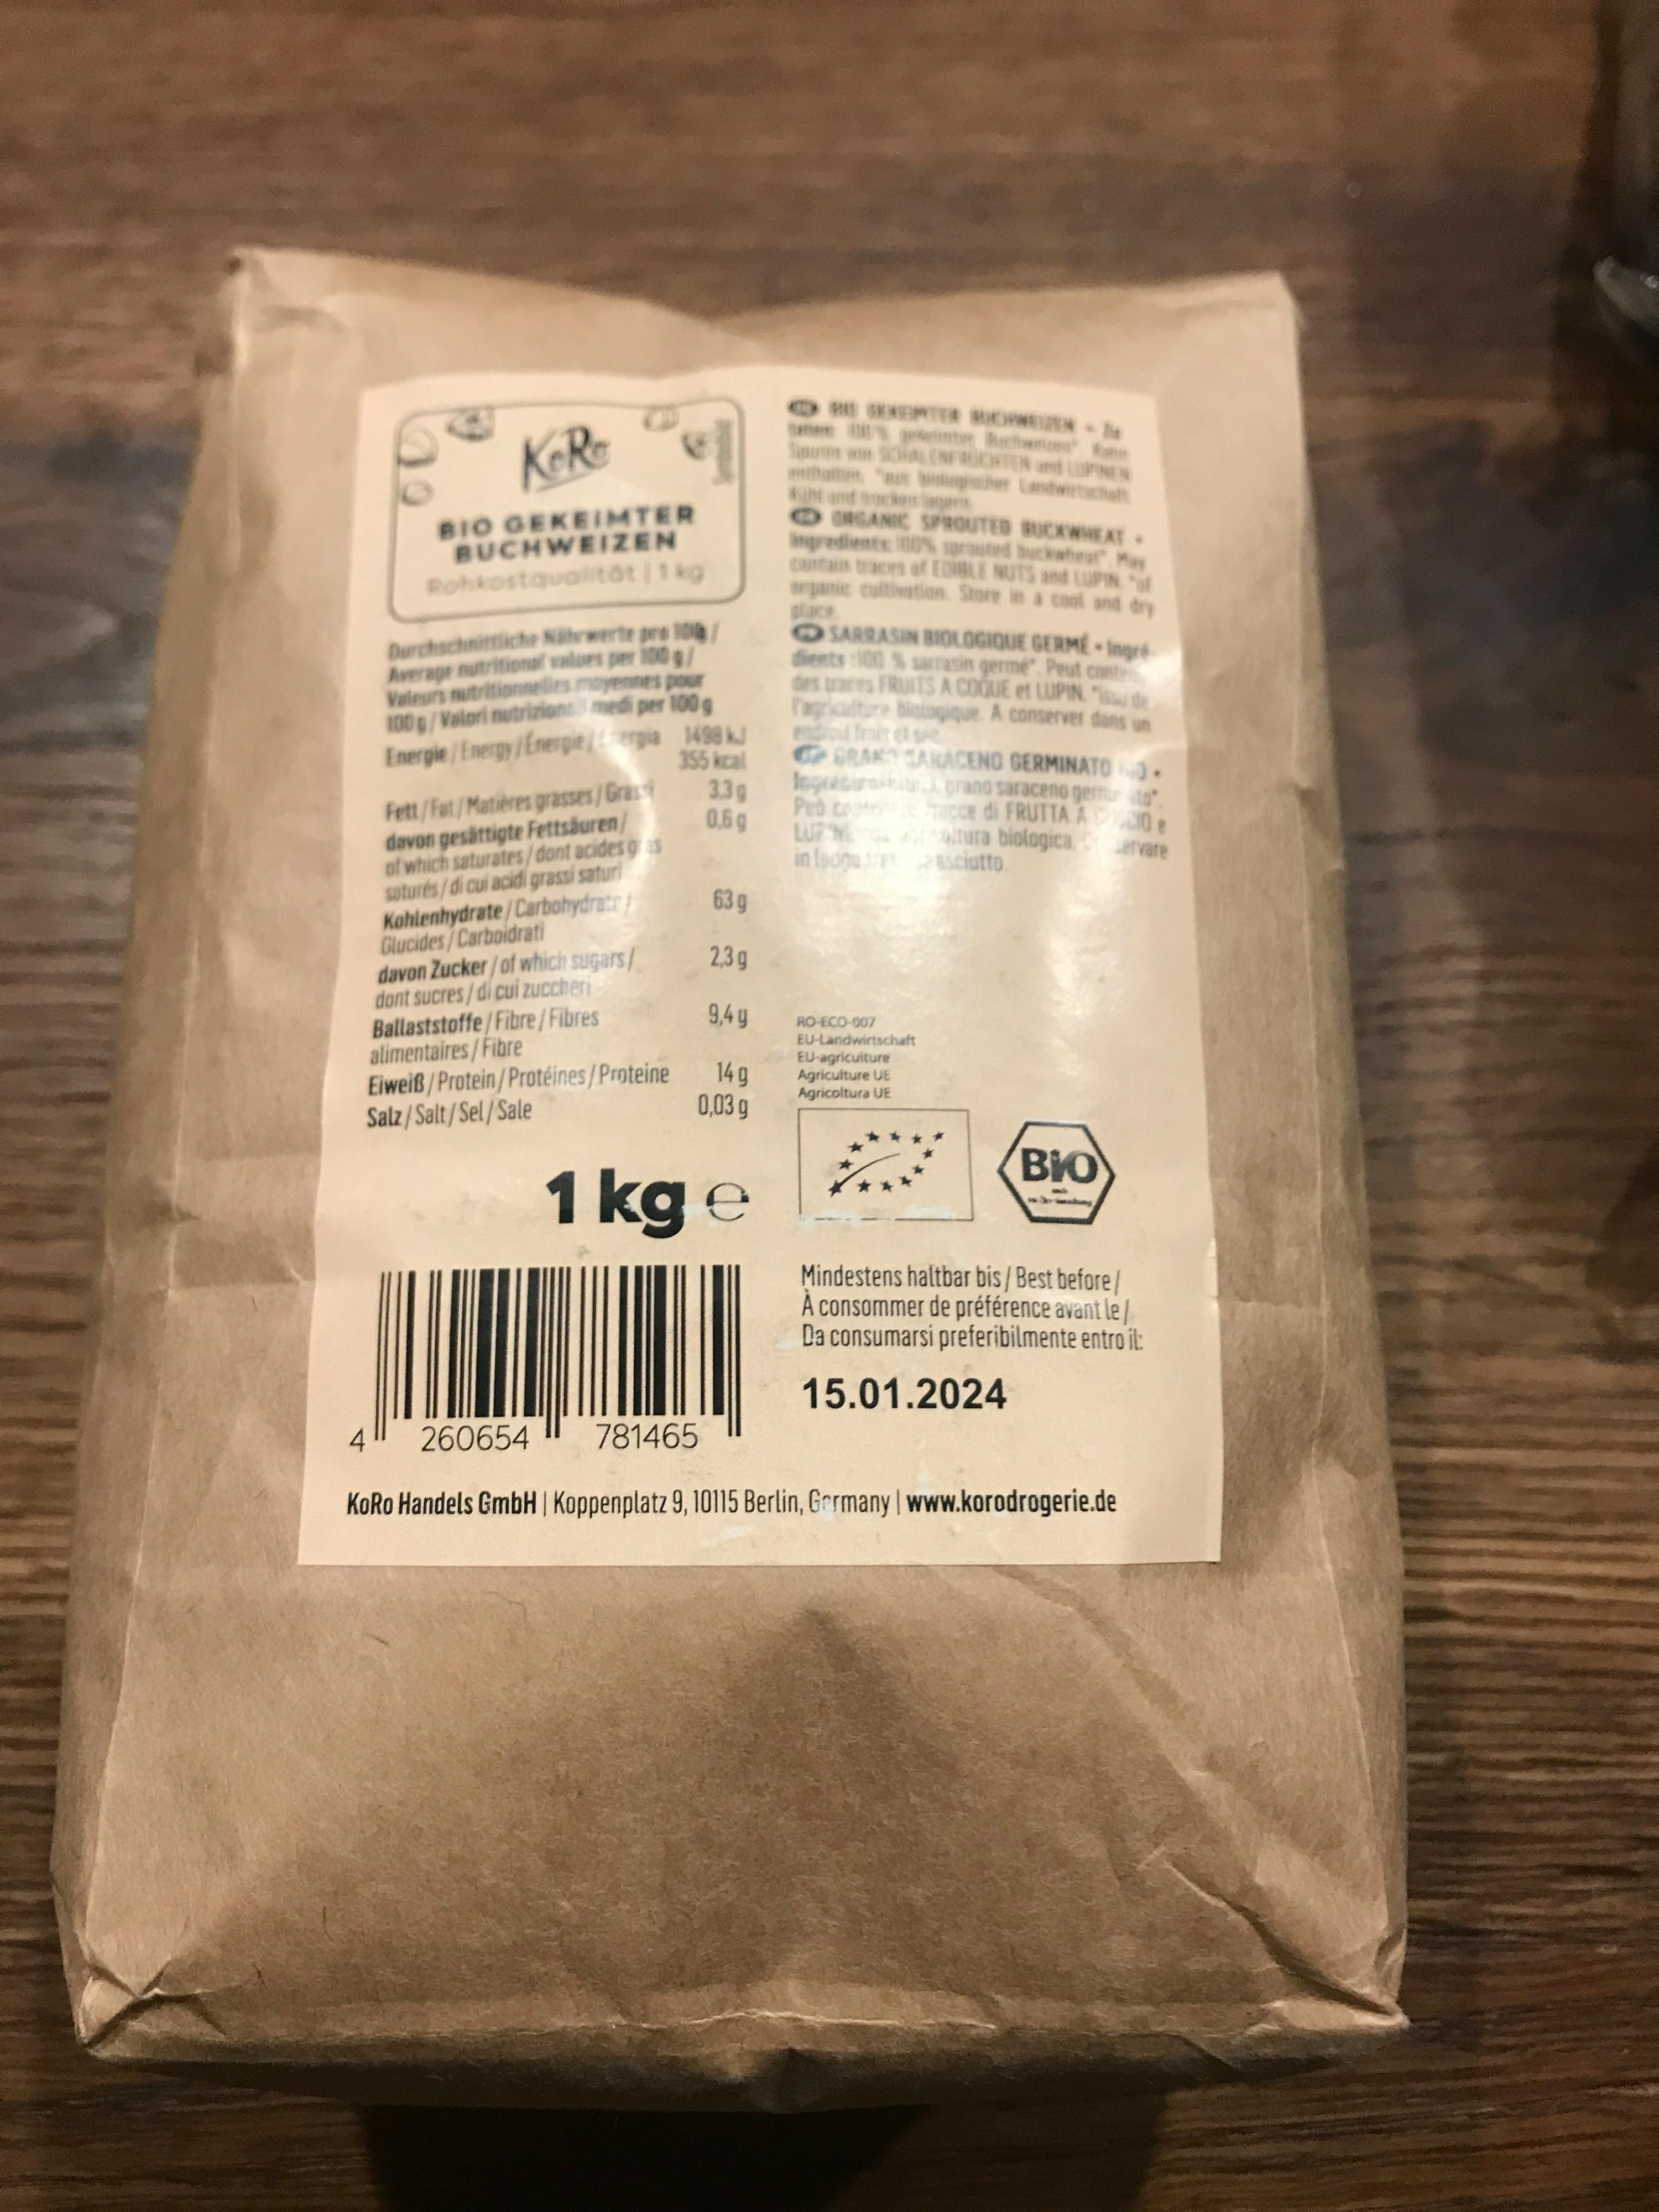 KoRo
Symbolbild
BIO GEKEIMTER
BUCHWEIZEN
Rohkostqualität | 1 kg
Durchschnittliche Nährwerte pro 100g /
Average nutritional values per 100 g /
Valeurs nutritionnelles moyennes pour
100 g / Valori nutrizionali medi per 100 g
Energie / Energy / Énergie / Energia 1498 kJ
355 kcal
Fett / Fat / Matières grasses / Grassi 3,3 g
davon gesättigte Fettsäuren / 0,6 g
of which saturates / dont acides gras
saturés / di cui acidi grassi saturi
Kohlenhydrate / Carbohydrate / 63 g
Glucides / Carboidrati
davon Zucker / of which sugars / 2,3 g
dont sucres / di cui zuccheri
Ballaststoffe / Fibre / Fibres 9,4 g
alimentaires / Fibre
Eiweiß / Protein / Protéines / Proteine 14 g
Salz / Salt / Sel / Sale 0,03 g
1 kg ℮
4 260654 781465
BIO GEKEIMTER BUCHWEIZEN • Zu
taten: 100% gekeimter Buchweizen*. Kann
Spuren von SCHALENFRÜCHTEN und LUPINEN
enthalten. *aus biologischer Landwirtschaft.
Kühl und trocken lagern.
ORGANIC SPROUTED BUCKWHEAT •
Ingredients: 100% sprouted buckwheat*. May
contain traces of EDIBLE NUTS and LUPIN. *of
organic cultivation. Store in a cool and dry
place.
SARRASIN BIOLOGIQUE GERMÉ • Ingré
dients : 100 % sarrasin germé*. Peut contenir
des traces FRUITS A COQUE et LUPIN. *issu de
l'agriculture biologique. A conserver dans un
endroit frais et sec.
GRANO SARACENO GERMINATO BIO •
grano saraceno germinato*.
Può di FRUTTA A GUSCIO e
biologica. Conservare
in asciutto.
RO-ECO-007
EU-Landwirtschaft
EU-agriculture
Agriculture UE
Agricoltura UE
BIO
Mindestens haltbar bis / Best before /
À consommer de préférence avant le /
Da consumarsi preferibilmente entro il:
15.01.2024
KoRo Handels GmbH | Koppenplatz 9, 10115 Berlin, Germany | www.korodrogerie.de